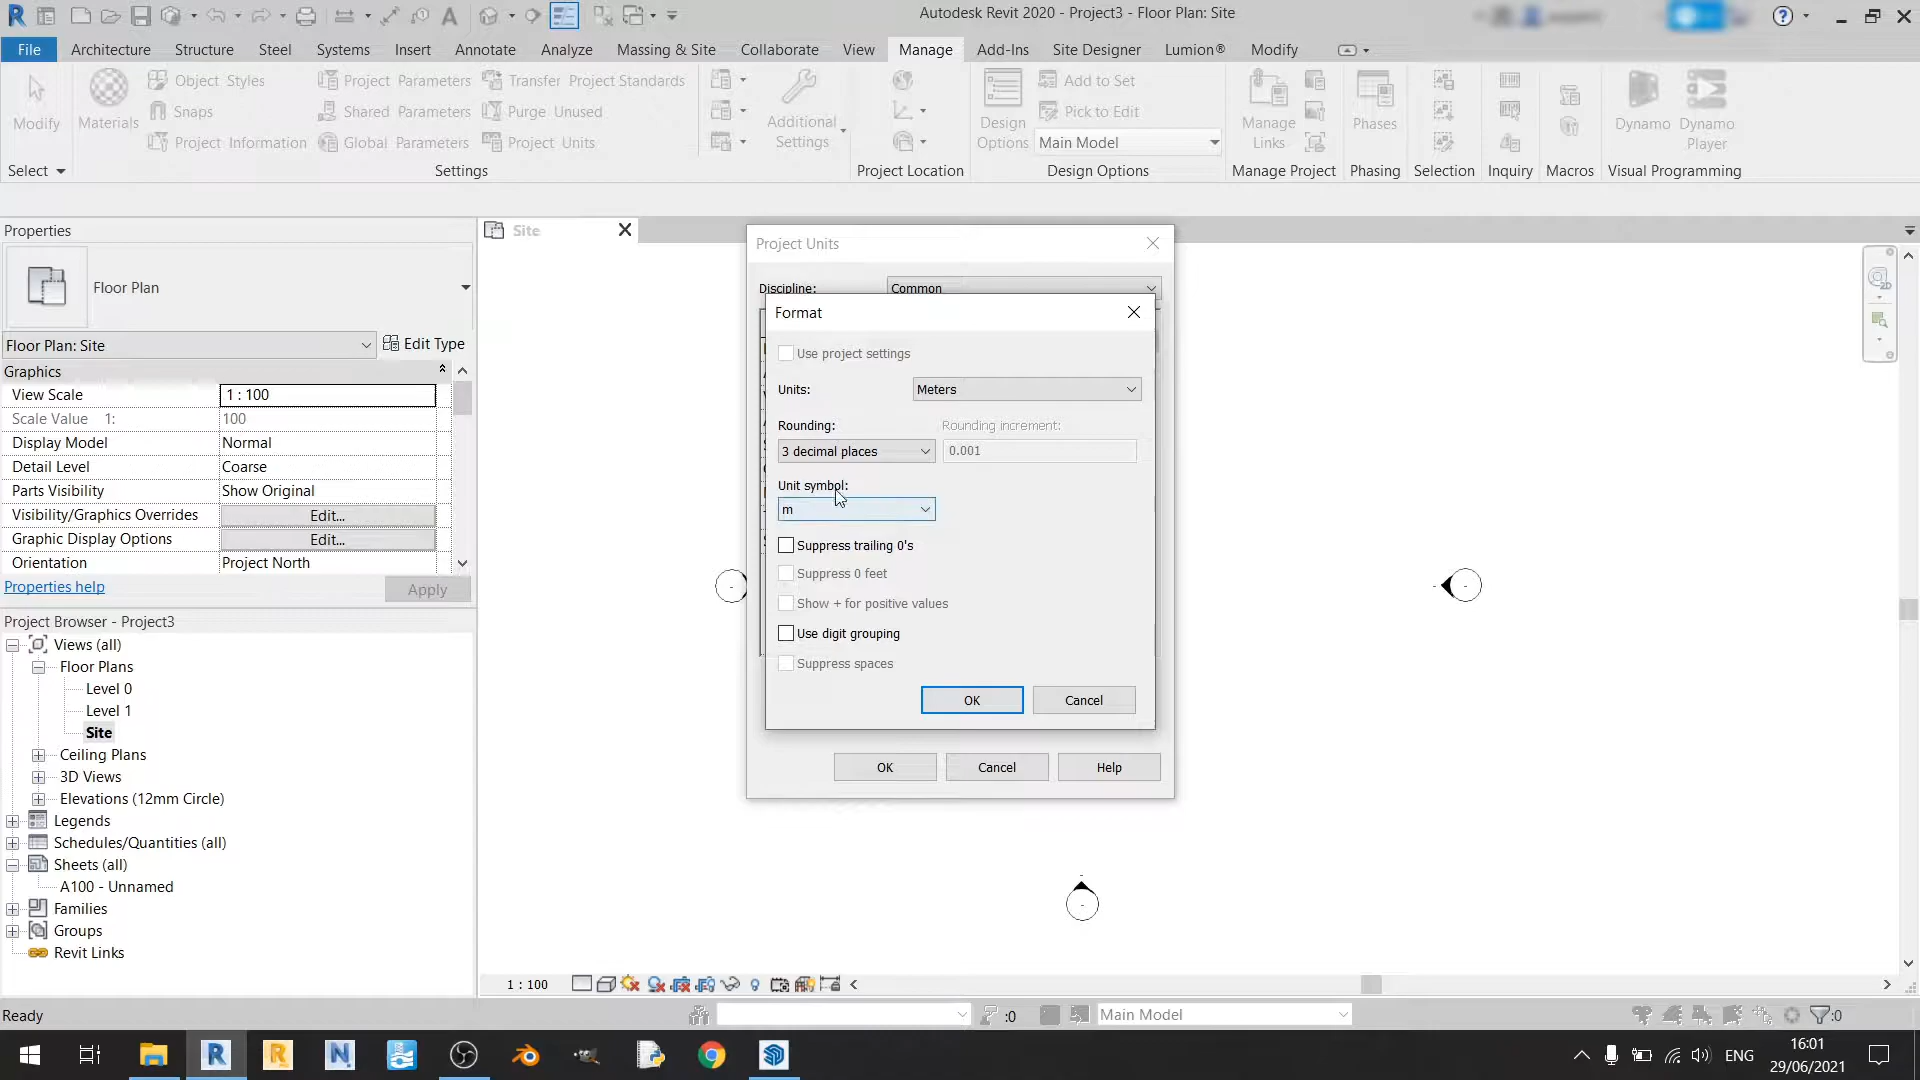 Autodesk Revit 2020 - Project3 - Floor Plan: Site
File Architecture Structure Steel Systems Insert Annotate Analyze Massing & Site Collaborate View Manage Add-Ins Site Designer Lumion® Modify
Modify
Materials
Object Styles
Snaps
Project Information
Project Parameters
Shared Parameters
Global Parameters
Transfer Project Standards
Purge Unused
Project Units
Additional
Settings
Design
Options
Add to Set
Pick to Edit
Main Model
Manage
Links
Phases
Dynamo
Dynamo
Player
Select Settings Project Location Design Options Manage Project Phasing Selection Inquiry Macros Visual Programming
Properties
Floor Plan
Floor Plan: Site Edit Type
Graphics
View Scale 1 : 100
Scale Value 1: 100
Display Model Normal
Detail Level Coarse
Parts Visibility Show Original
Visibility/Graphics Overrides Edit...
Graphic Display Options Edit...
Orientation Project North
Properties help Apply
Project Browser - Project3
Views (all)
Floor Plans
Level 0
Level 1
Site
Ceiling Plans
3D Views
Elevations (12mm Circle)
Legends
Schedules/Quantities (all)
Sheets (all)
A100 - Unnamed
Families
Groups
Revit Links
Site
2D
Project Units
Discipline: Common
Format
Use project settings
Units: Meters
Rounding: Rounding increment:
3 decimal places 0.001
Unit symbol:
m
Suppress trailing 0's
Suppress 0 feet
Show + for positive values
Use digit grouping
Suppress spaces
OK Cancel
OK Cancel Help
1 : 100
Ready :0 Main Model :0
ENG
16:01
29/06/2021